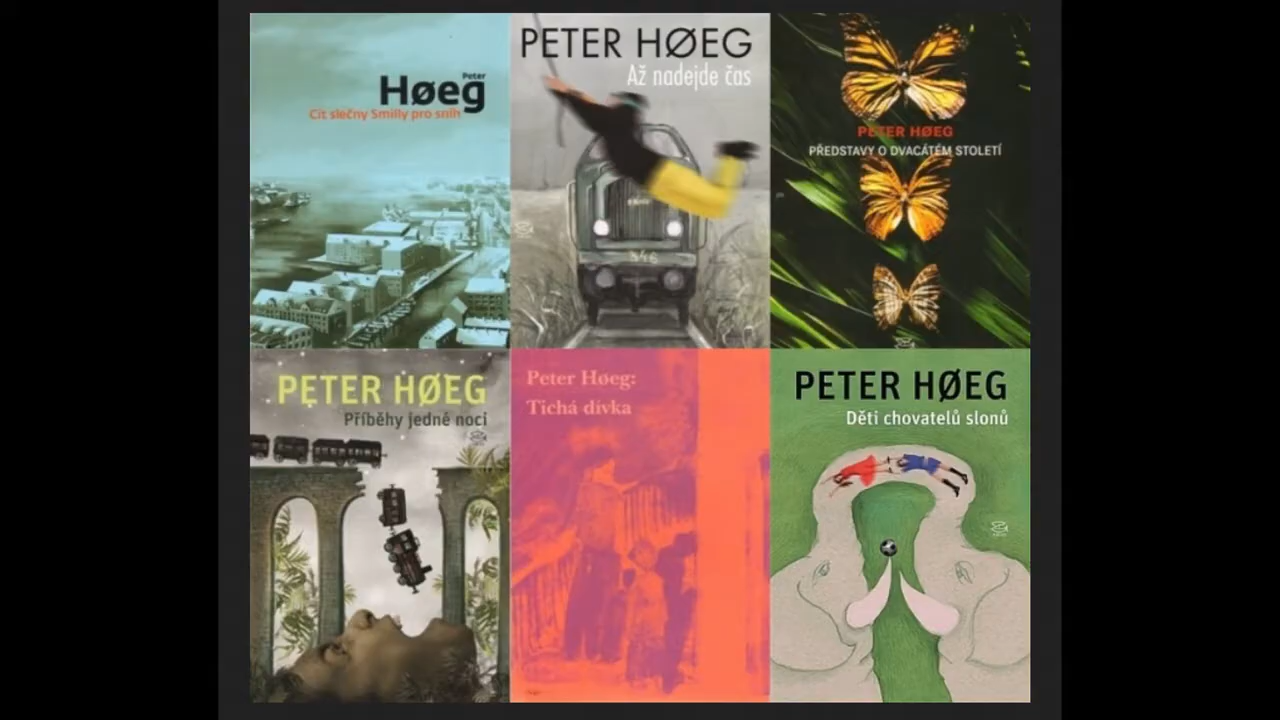 Peter
Høeg
Cit slečny Smilly pro sníh
PETER HØEG
Až nadejde čas
PETER HØEG
PŘEDSTAVY O DVACÁTÉM STOLETÍ
PETER HØEG
Příběhy jedné noci
Peter Høeg:
Tichá dívka
PETER HØEG
Děti chovatelů slonů